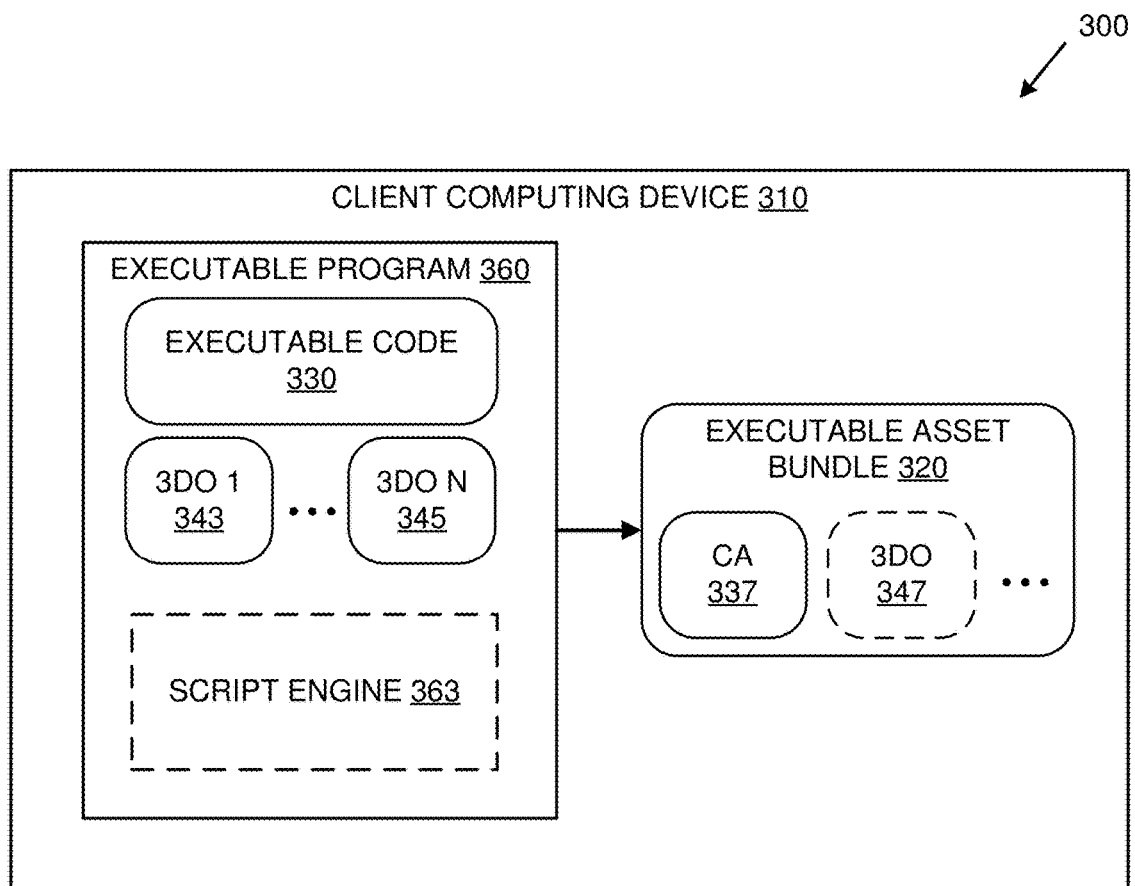 300
CLIENT COMPUTING DEVICE 310
EXECUTABLE PROGRAM 360
EXECUTABLE CODE
330
3DO 1
343
•••
3DO N
345
SCRIPT ENGINE 363
EXECUTABLE ASSET
BUNDLE 320
CA
337
3DO
347
•••